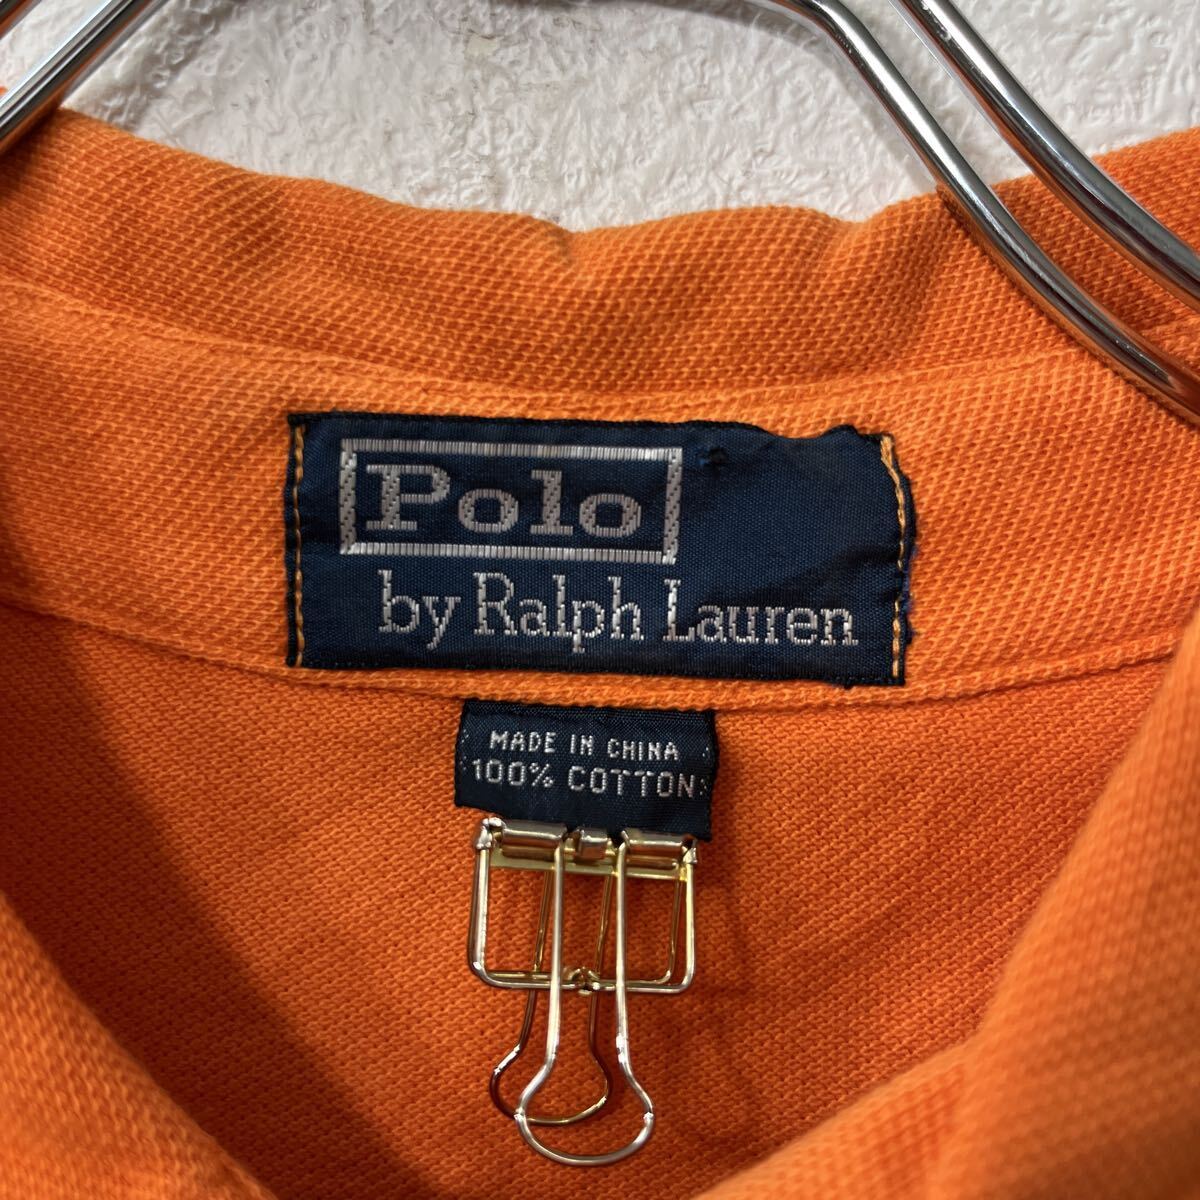 Polo
by Ralph Lauren
MADE IN CHINA
100% COTTON